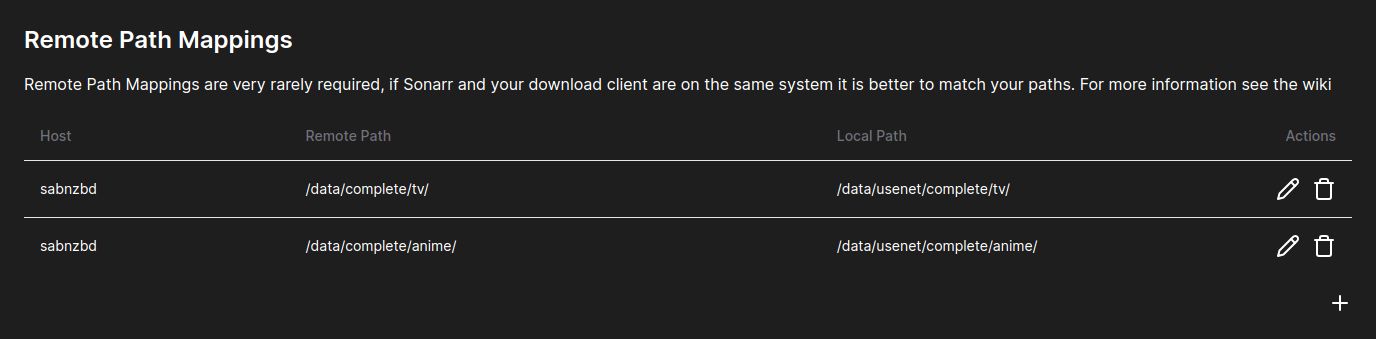 Remote Path Mappings
Remote Path Mappings are very rarely required, if Sonarr and your download client are on the same system it is better to match your paths. For more information see the wiki
Host Remote Path Local Path Actions
sabnzbd /data/complete/tv/ /data/usenet/complete/tv/
sabnzbd /data/complete/anime/ /data/usenet/complete/anime/